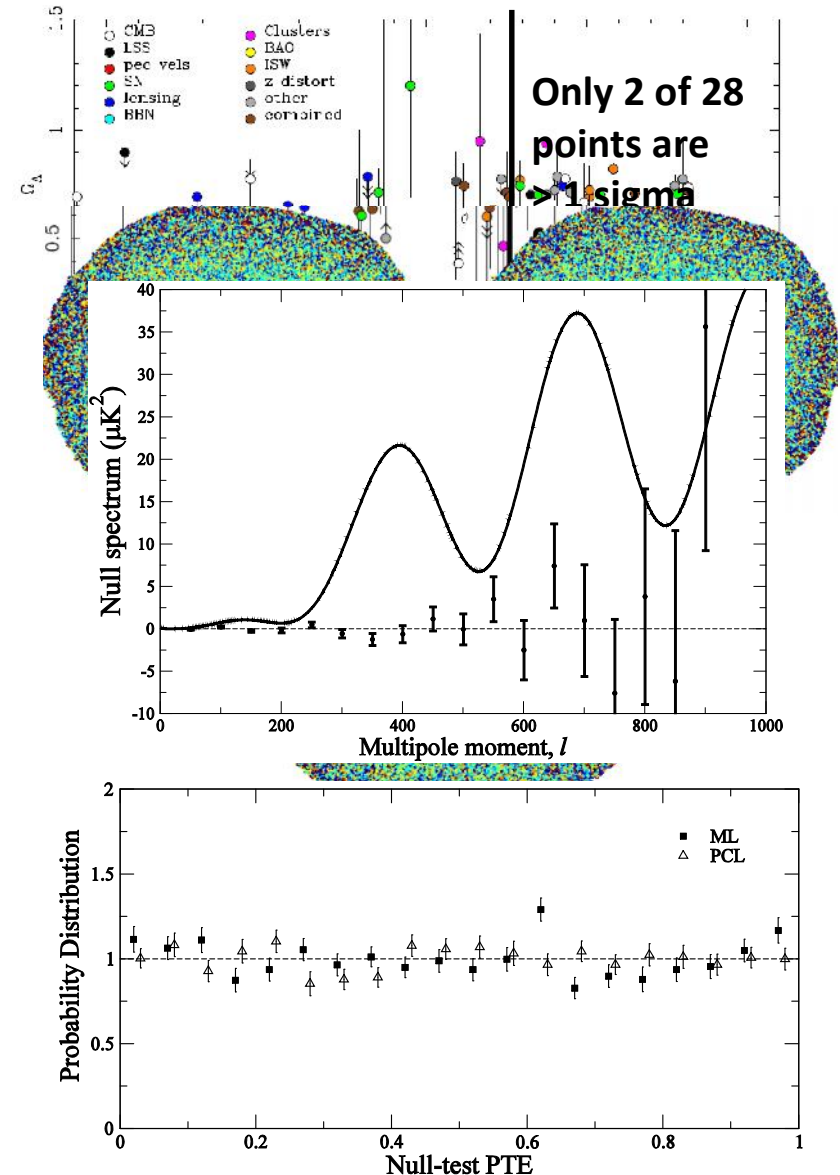 1.5
CMB
LSS
pec vels
SN
lensing
BBN
Clusters
BAO
ISW
z distort
other
combined
Only 2 of 28
points are
> 1 sigma
1
Ω_Λ
0.5
40
35
30
25
20
15
10
5
0
-5
-10
Null spectrum (μK²)
0 200 400 600 800 1000
Multipole moment, l
2
1.5
1
0.5
0
Probability Distribution
ML
PCL
0 0.2 0.4 0.6 0.8 1
Null-test PTE